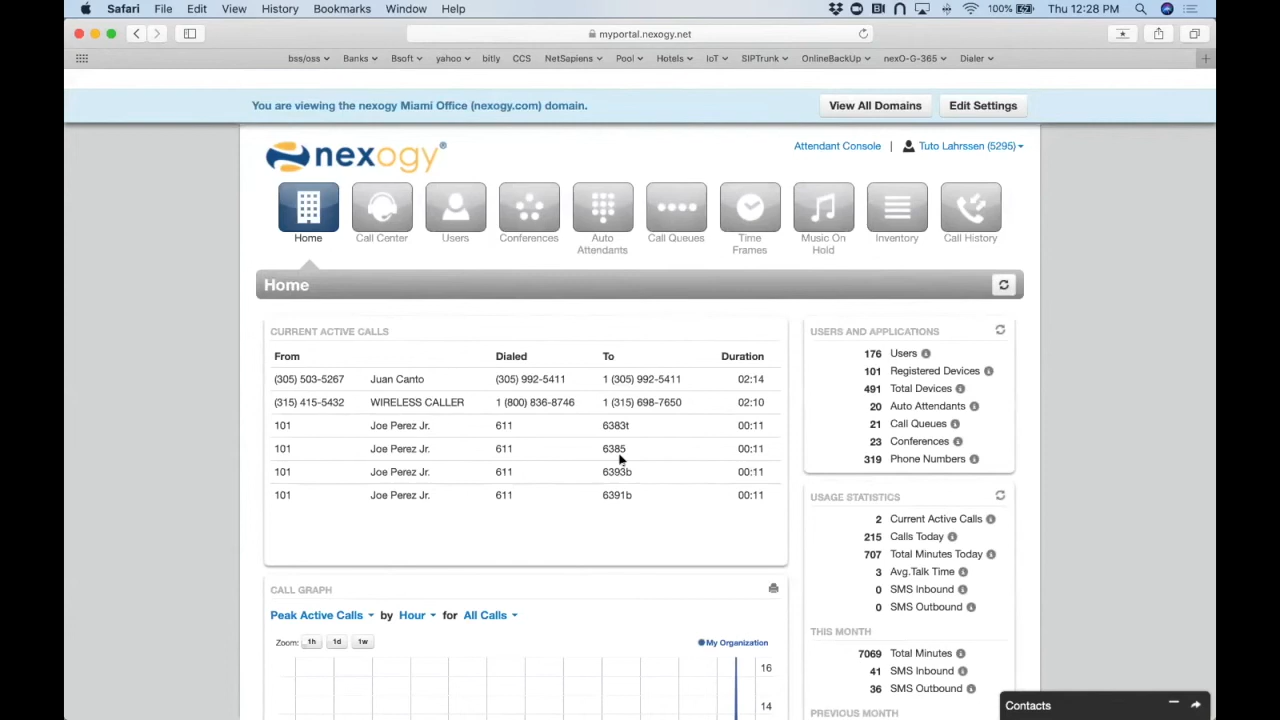 Safari File Edit View History Bookmarks Window Help 100% Thu 12:28 PM
myportal.nexogy.net
bss/oss Banks Bsoft yahoo bitly CCS NetSapiens Pool Hotels IoT SIPTrunk OnlineBackUp nexO-G-365 Dialer
You are viewing the nexogy Miami Office (nexogy.com) domain. View All Domains Edit Settings
nexogy®
Attendant Console | Tuto Lahrssen (5295)
Home Call Center Users Conferences Auto Attendants Call Queues Time Frames Music On Hold Inventory Call History
Home
CURRENT ACTIVE CALLS
From Dialed To Duration
(305) 503-5267 Juan Canto (305) 992-5411 1 (305) 992-5411 02:14
(315) 415-5432 WIRELESS CALLER 1 (800) 836-8746 1 (315) 698-7650 02:10
101 Joe Perez Jr. 611 6383t 00:11
101 Joe Perez Jr. 611 6385 00:11
101 Joe Perez Jr. 611 6393b 00:11
101 Joe Perez Jr. 611 6391b 00:11
CALL GRAPH
Peak Active Calls by Hour for All Calls
Zoom: 1h 1d 1w My Organization
16
14
USERS AND APPLICATIONS
176 Users
101 Registered Devices
491 Total Devices
20 Auto Attendants
21 Call Queues
23 Conferences
319 Phone Numbers
USAGE STATISTICS
2 Current Active Calls
215 Calls Today
707 Total Minutes Today
3 Avg.Talk Time
0 SMS Inbound
0 SMS Outbound
THIS MONTH
7069 Total Minutes
41 SMS Inbound
36 SMS Outbound
PREVIOUS MONTH
Contacts